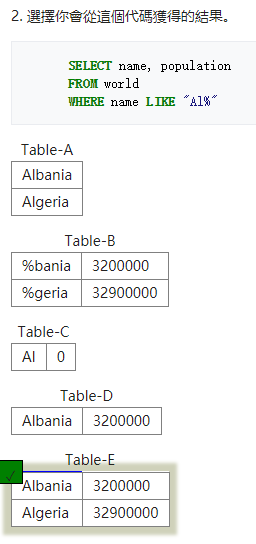 2. 選擇你會從這個代碼獲得的結果。
SELECT name, population
FROM world
WHERE name LIKE "Al%"
Table-A
Albania
Algeria
Table-B
%bania 3200000
%geria 32900000
Table-C
Al 0
Table-D
Albania 3200000
Table-E
Albania 3200000
Algeria 32900000